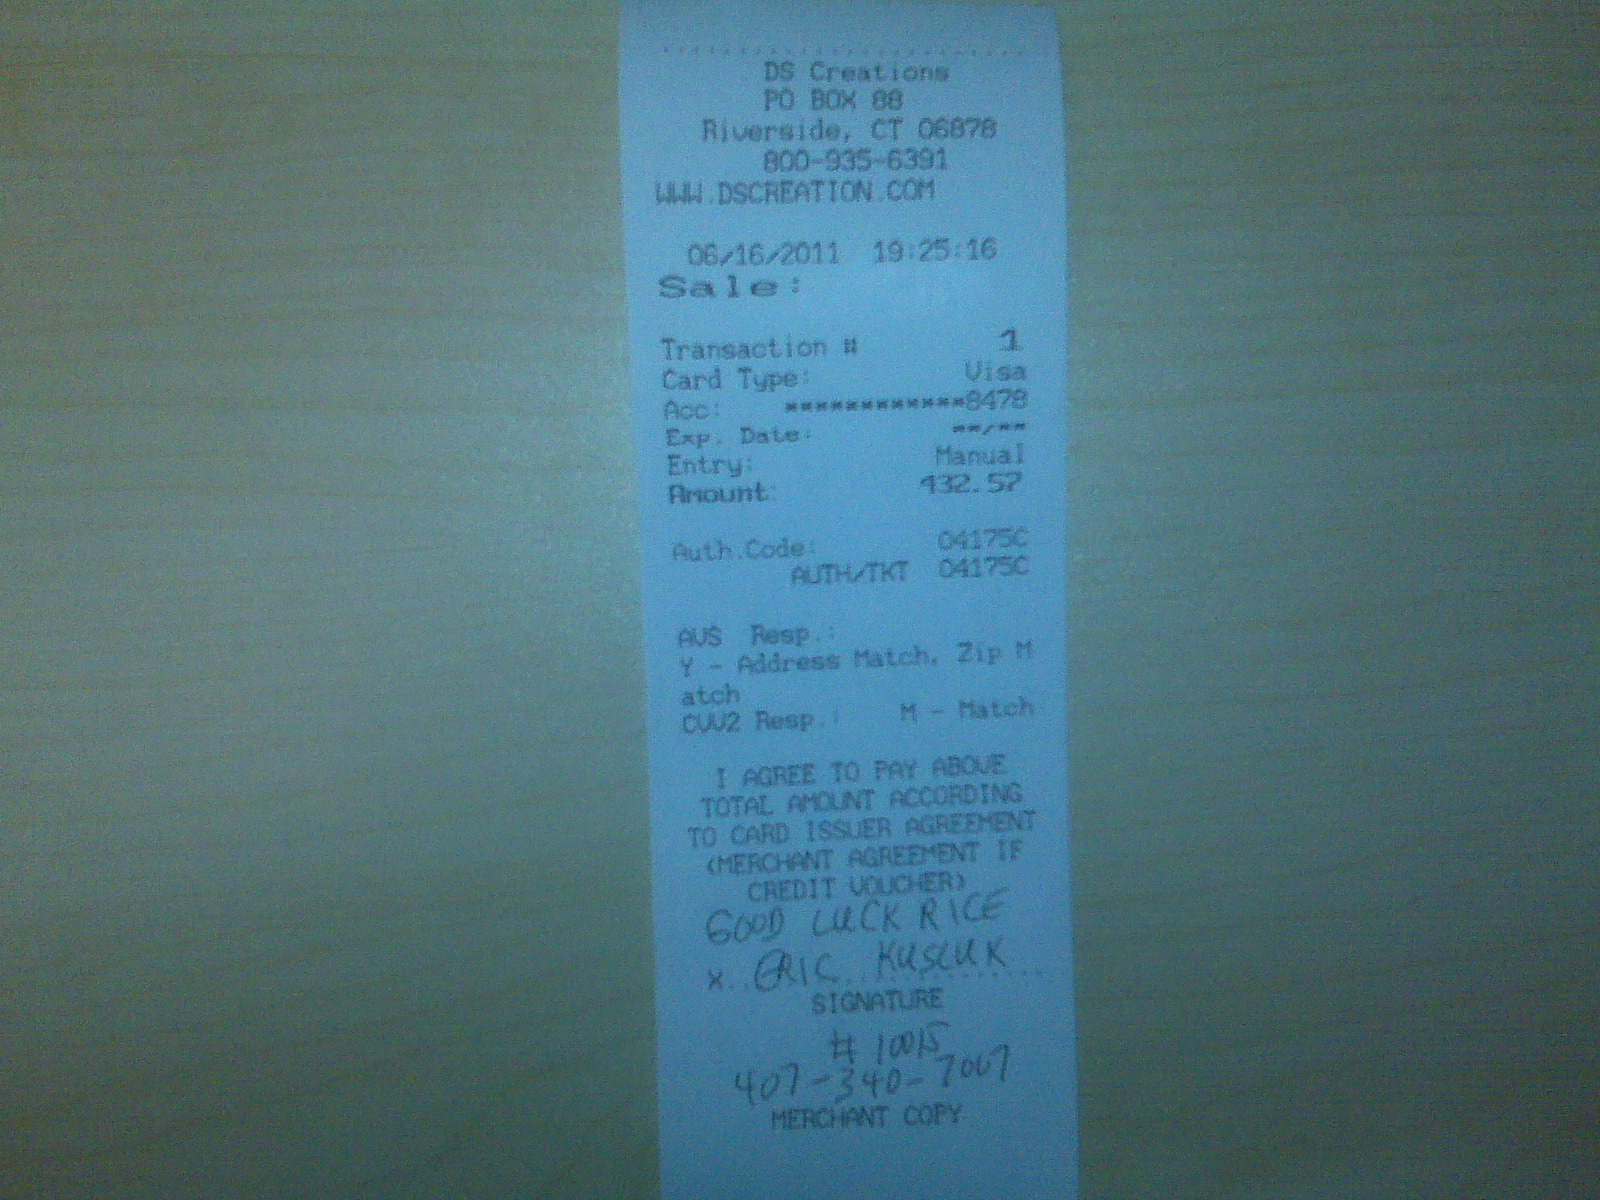 DS Creations
PO BOX 88
Riverside, CT 06878
800-935-6391
WWW.DSCREATION.COM
06/16/2011 19:25:16
Sale:
Transaction # 1
Card Type: Visa
Acc: ************8478
Exp. Date: **/**
Entry: Manual
Amount: 432.57
Auth.Code: 04175C
AUTH/TKT 04175C
AVS Resp.:
Y - Address Match, Zip M
atch
CVV2 Resp.: M - Match
I AGREE TO PAY ABOVE
TOTAL AMOUNT ACCORDING
TO CARD ISSUER AGREEMENT
(MERCHANT AGREEMENT IF
CREDIT VOUCHER)
GOOD LUCK RICE
x ERIC KUSCUK
SIGNATURE
# 10015
407-340-7067
MERCHANT COPY